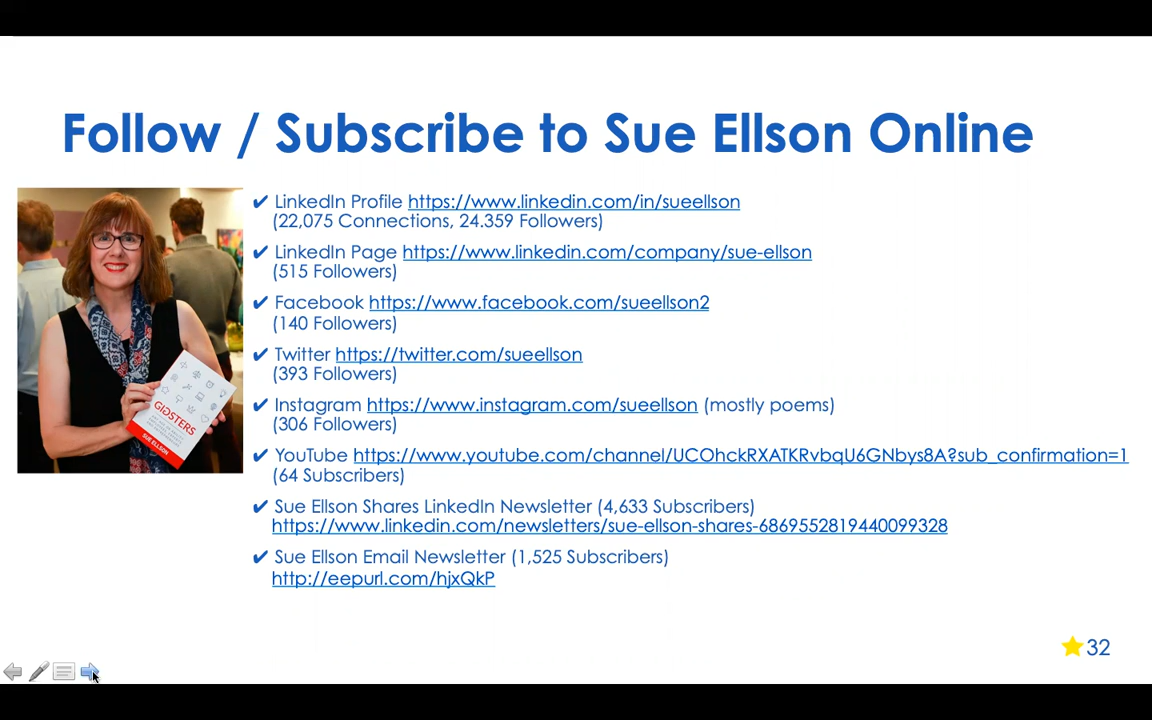 Follow / Subscribe to Sue Ellson Online
✔ LinkedIn Profile https://www.linkedin.com/in/sueellson
(22,075 Connections, 24.359 Followers)
✔ LinkedIn Page https://www.linkedin.com/company/sue-ellson
(515 Followers)
✔ Facebook https://www.facebook.com/sueellson2
(140 Followers)
✔ Twitter https://twitter.com/sueellson
(393 Followers)
✔ Instagram https://www.instagram.com/sueellson (mostly poems)
(306 Followers)
✔ YouTube https://www.youtube.com/channel/UCOhckRXATKRvbqU6GNbys8A?sub_confirmation=1
(64 Subscribers)
✔ Sue Ellson Shares LinkedIn Newsletter (4,633 Subscribers)
https://www.linkedin.com/newsletters/sue-ellson-shares-6869552819440099328
✔ Sue Ellson Email Newsletter (1,525 Subscribers)
http://eepurl.com/hjxQkP
GIGSTERS
SUE ELLSON
32